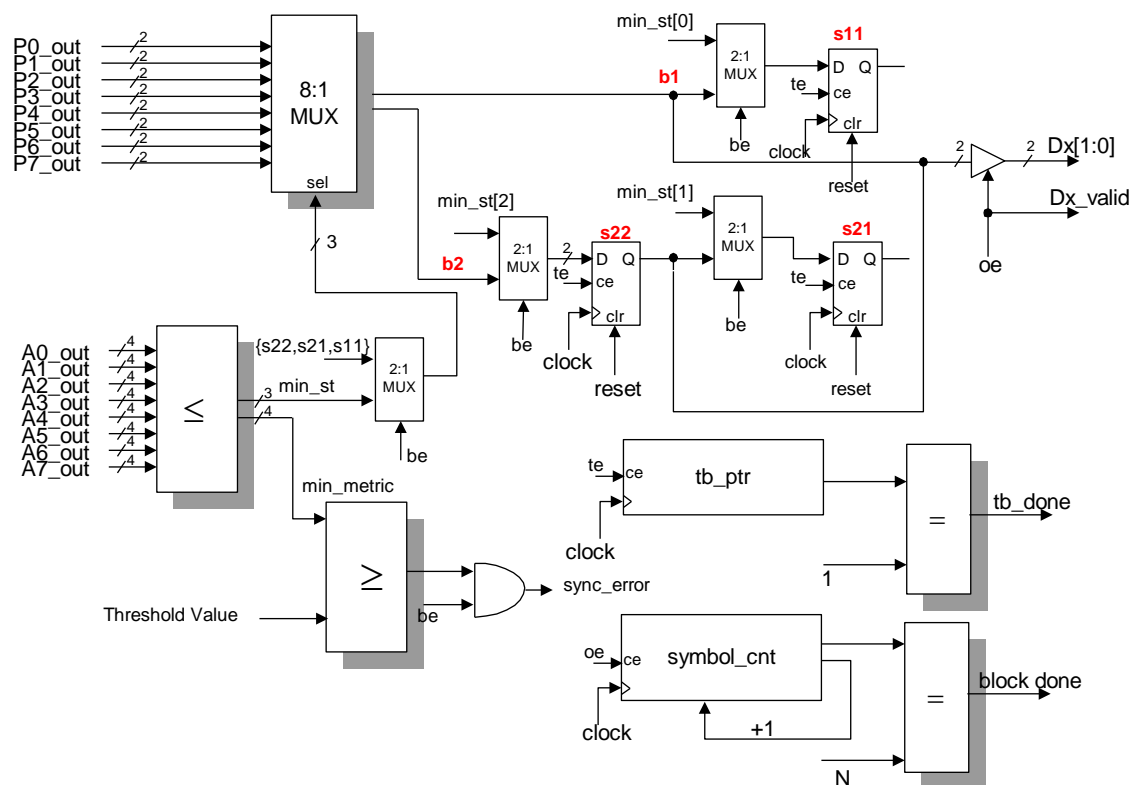 P0_out
P1_out
P2_out
P3_out
P4_out
P5_out
P6_out
P7_out
2
2
2
2
2
2
2
2
8:1
MUX
sel
3
min_st[0]
2:1
MUX
b1
be
s11
D Q
te
ce
clock
clr
reset
2
2
Dx[1:0]
Dx_valid
oe
min_st[2]
2:1
MUX
b2
be
2
s22
D Q
te
ce
clock
clr
reset
min_st[1]
2:1
MUX
be
s21
D Q
te
ce
clock
clr
reset
A0_out
A1_out
A2_out
A3_out
A4_out
A5_out
A6_out
A7_out
4
4
4
4
4
4
4
4
≤
3
4
{s22,s21,s11}
min_st
2:1
MUX
be
min_metric
≥
Threshold Value
be
sync_error
te
ce
tb_ptr
clock
1
=
tb_done
oe
ce
symbol_cnt
clock
+1
N
=
block done